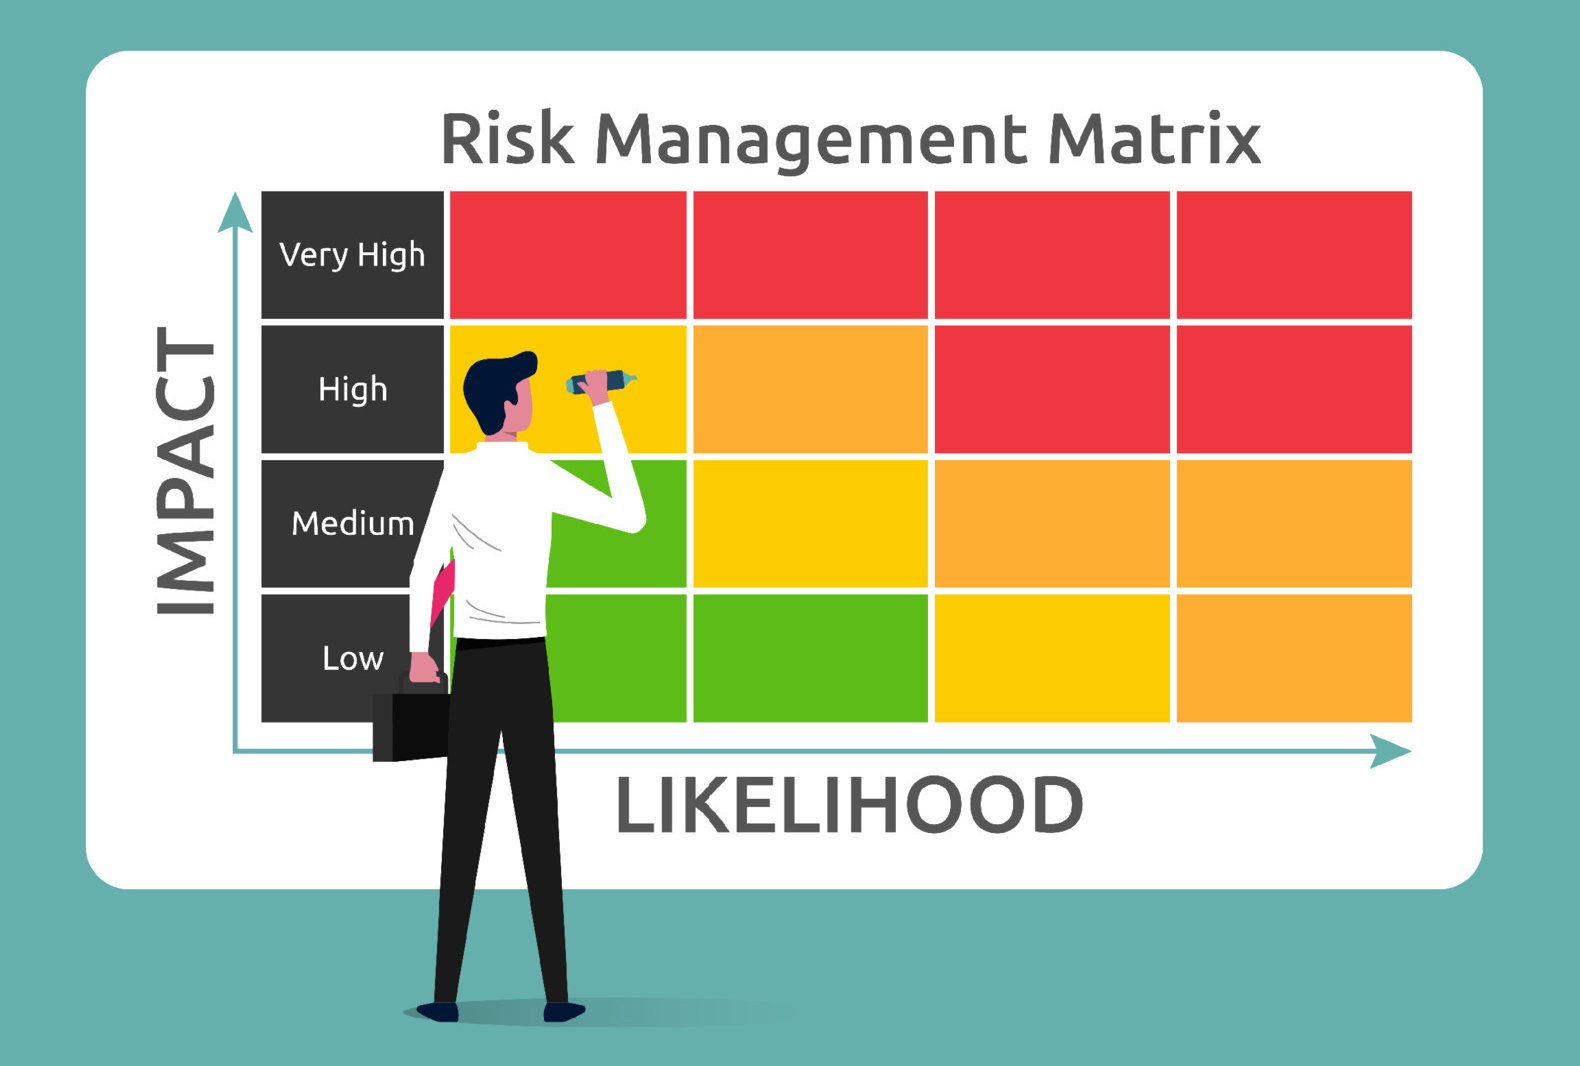 Risk Management Matrix
IMPACT
Very High
High
Medium
Low
LIKELIHOOD